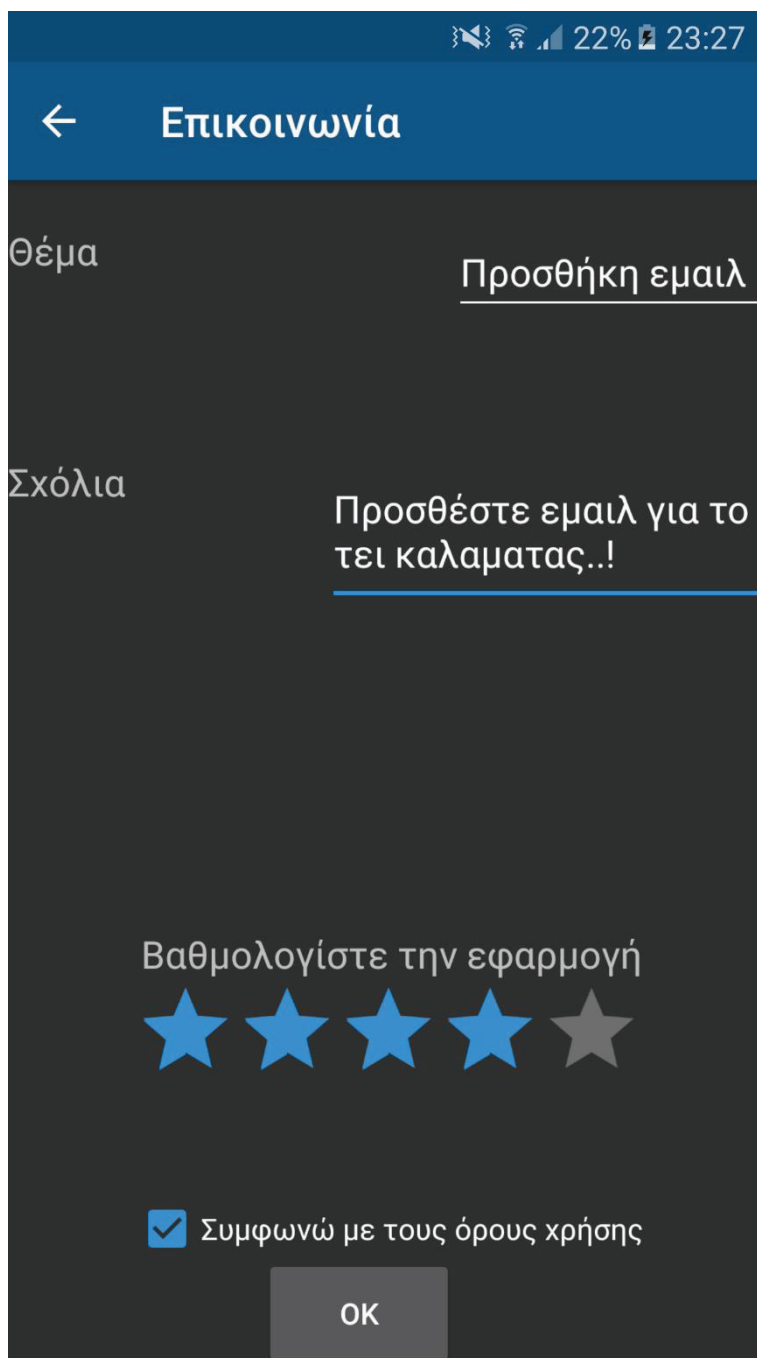 22% 23:27
Επικοινωνία
Θέμα
Προσθήκη εμαιλ
Σχόλια
Προσθέστε εμαιλ για το
τει καλαματας..!
Βαθμολογίστε την εφαρμογή
Συμφωνώ με τους όρους χρήσης
OK